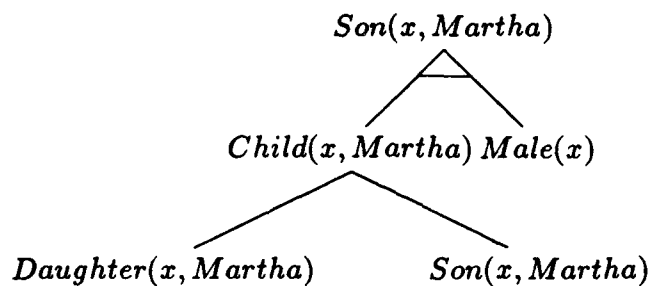 Son(x, Martha)
Child(x, Martha) Male(x)
Daughter(x, Martha) Son(x, Martha)